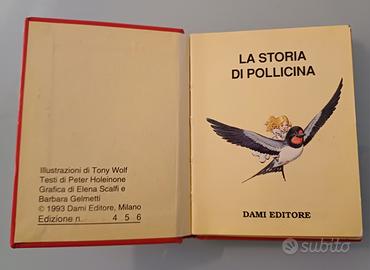 Illustrazioni di Tony Wolf
Testi di Peter Holeinone
Grafica di Elena Scalfi e
Barbara Gelmetti
© 1993 Dami Editore, Milano
Edizione n. 4 5 6
LA STORIA
DI POLLICINA
DAMI EDITORE
subito